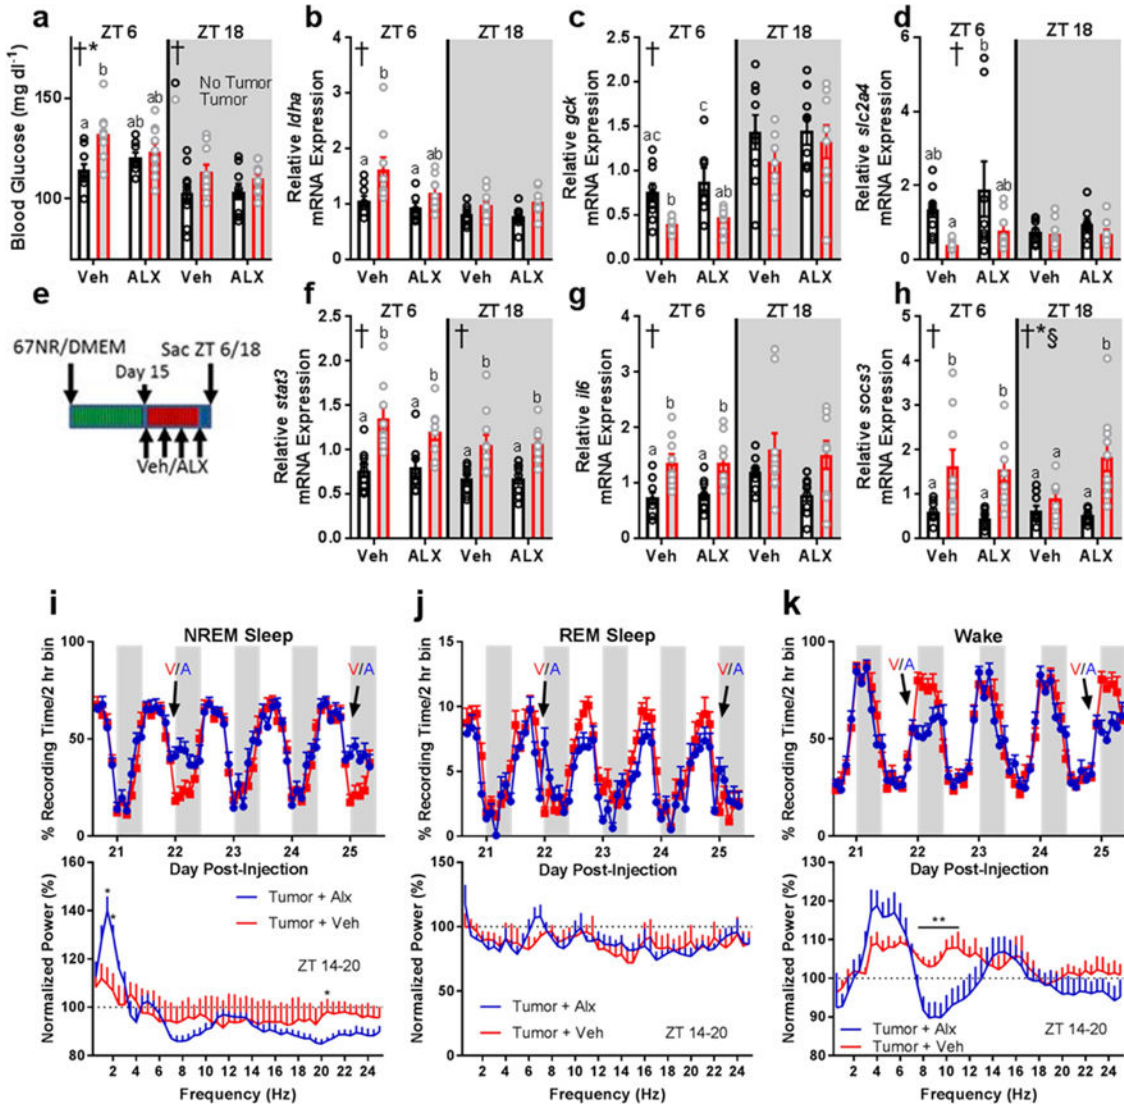 a
ZT 6
ZT 18
†*
†
Blood Glucose (mg dl-1)
150
100
a
b
ab
ab
No Tumor
Tumor
Veh
ALX
Veh
ALX
b
ZT 6
ZT 18
†
Relative ldha
mRNA Expression
4
3
2
1
0
a
b
a
ab
Veh
ALX
Veh
ALX
c
ZT 6
ZT 18
†
Relative gck
mRNA Expression
2.5
2.0
1.5
1.0
0.5
0.0
ac
b
c
ab
Veh
ALX
Veh
ALX
d
ZT 6
ZT 18
†
Relative slc2a4
mRNA Expression
6
4
2
0
ab
a
b
ab
Veh
ALX
Veh
ALX
e
67NR/DMEM
Sac ZT 6/18
Day 15
Veh/ALX
f
ZT 6
ZT 18
†
†
Relative stat3
mRNA Expression
2.5
2.0
1.5
1.0
0.5
0.0
a
b
a
b
a
b
a
b
Veh
ALX
Veh
ALX
g
ZT 6
ZT 18
†
Relative il6
mRNA Expression
4
3
2
1
0
a
b
a
b
Veh
ALX
Veh
ALX
h
ZT 6
ZT 18
†
†*§
Relative socs3
mRNA Expression
5
4
3
2
1
0
a
b
a
b
a
a
a
b
Veh
ALX
Veh
ALX
i
NREM Sleep
% Recording Time/2 hr bin
100
50
0
V/A
V/A
21
22
23
24
25
Day Post-Injection
Normalized Power (%)
160
140
120
100
80
*
*
*
Tumor + Alx
Tumor + Veh
ZT 14-20
2 4 6 8 10 12 14 16 18 20 22 24
Frequency (Hz)
j
REM Sleep
% Recording Time/2 hr bin
15
10
5
0
V/A
V/A
21
22
23
24
25
Day Post-Injection
Normalized Power (%)
150
100
50
0
Tumor + Alx
Tumor + Veh
ZT 14-20
2 4 6 8 10 12 14 16 18 20 22 24
Frequency (Hz)
k
Wake
% Recording Time/2 hr bin
100
50
0
V/A
V/A
21
22
23
24
25
Day Post-Injection
Normalized Power (%)
130
120
110
100
90
80
**
Tumor + Alx
Tumor + Veh
ZT 14-20
2 4 6 8 10 12 14 16 18 20 22 24
Frequency (Hz)